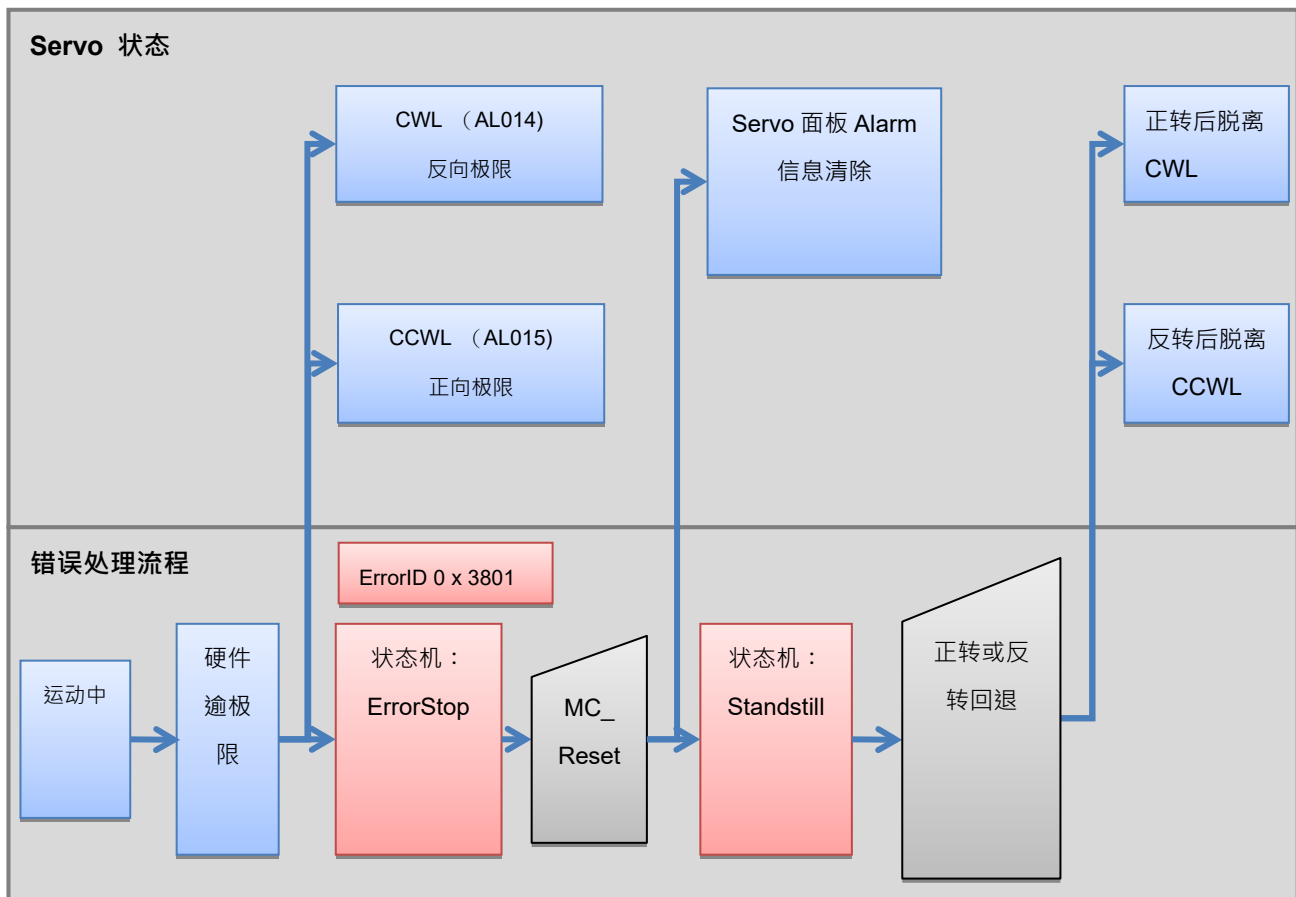 Servo 状态
CWL （AL014)
反向极限
CCWL （AL015)
正向极限
Servo 面板 Alarm
信息清除
正转后脱离
CWL
反转后脱离
CCWL
错误处理流程
ErrorID 0 x 3801
运动中
硬件
逾极
限
状态机：
ErrorStop
MC_
Reset
状态机：
Standstill
正转或反
转回退